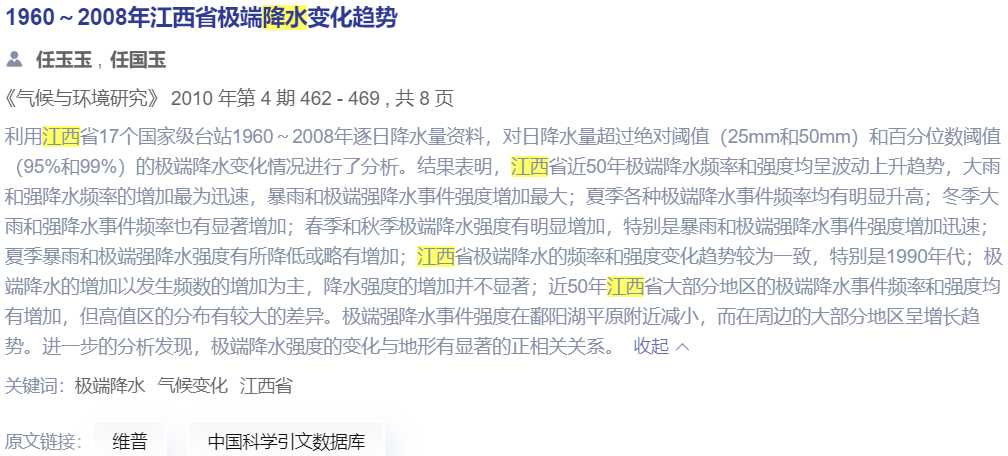 1960～2008年江西省极端降水变化趋势
任玉玉，任国玉
《气候与环境研究》 2010 年第 4 期 462 - 469 , 共 8 页
利用江西省17个国家级台站1960～2008年逐日降水量资料，对日降水量超过绝对阈值（25mm和50mm）和百分位数阈值
（95%和99%）的极端降水变化情况进行了分析。结果表明，江西省近50年极端降水频率和强度均呈波动上升趋势，大雨
和强降水频率的增加最为迅速，暴雨和极端强降水事件强度增加最大；夏季各种极端降水事件频率均有明显升高；冬季大
雨和强降水事件频率也有显著增加；春季和秋季极端降水强度有明显增加，特别是暴雨和极端强降水事件强度增加迅速；
夏季暴雨和极端强降水强度有所降低或略有增加；江西省极端降水的频率和强度变化趋势较为一致，特别是1990年代；极
端降水的增加以发生频数的增加为主，降水强度的增加并不显著；近50年江西省大部分地区的极端降水事件频率和强度均
有增加，但高值区的分布有较大的差异。极端强降水事件强度在鄱阳湖平原附近减小，而在周边的大部分地区呈增长趋
势。进一步的分析发现，极端降水强度的变化与地形有显著的正相关关系。 收起
关键词：极端降水 气候变化 江西省
原文链接： 维普 中国科学引文数据库